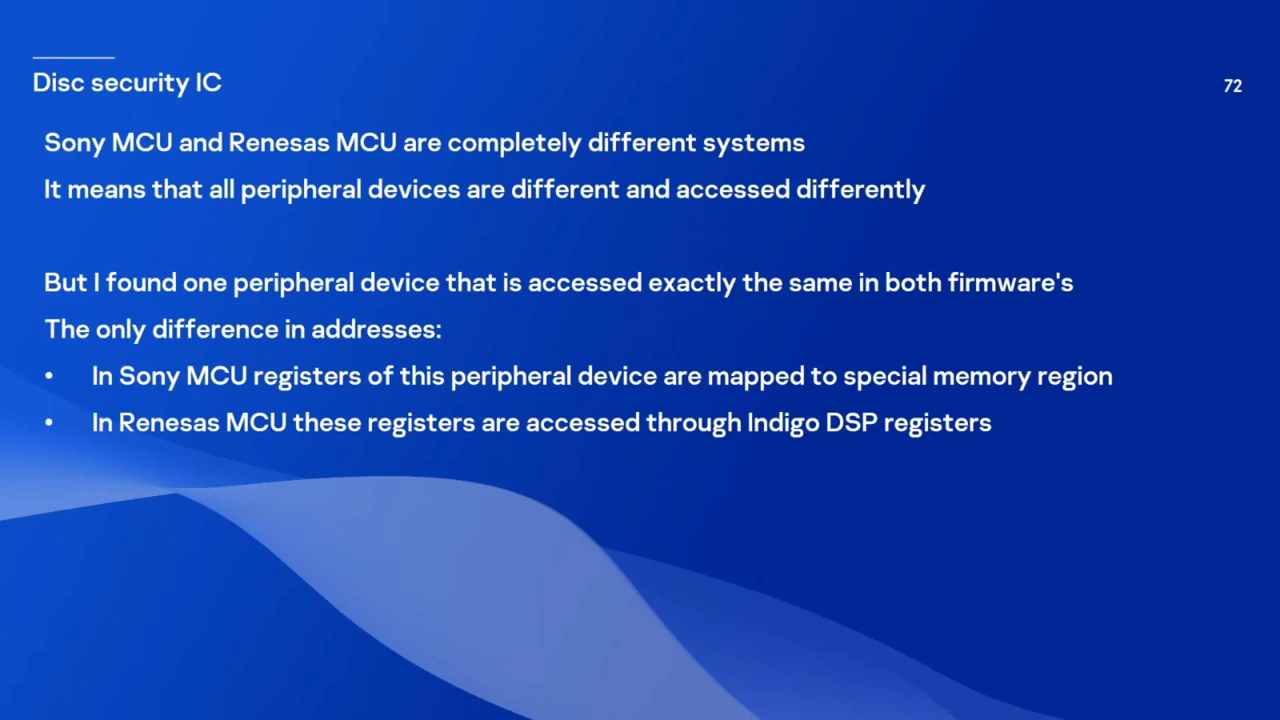 Disc security IC
72
Sony MCU and Renesas MCU are completely different systems
It means that all peripheral devices are different and accessed differently
But I found one peripheral device that is accessed exactly the same in both firmware's
The only difference in addresses:
• In Sony MCU registers of this peripheral device are mapped to special memory region
• In Renesas MCU these registers are accessed through Indigo DSP registers